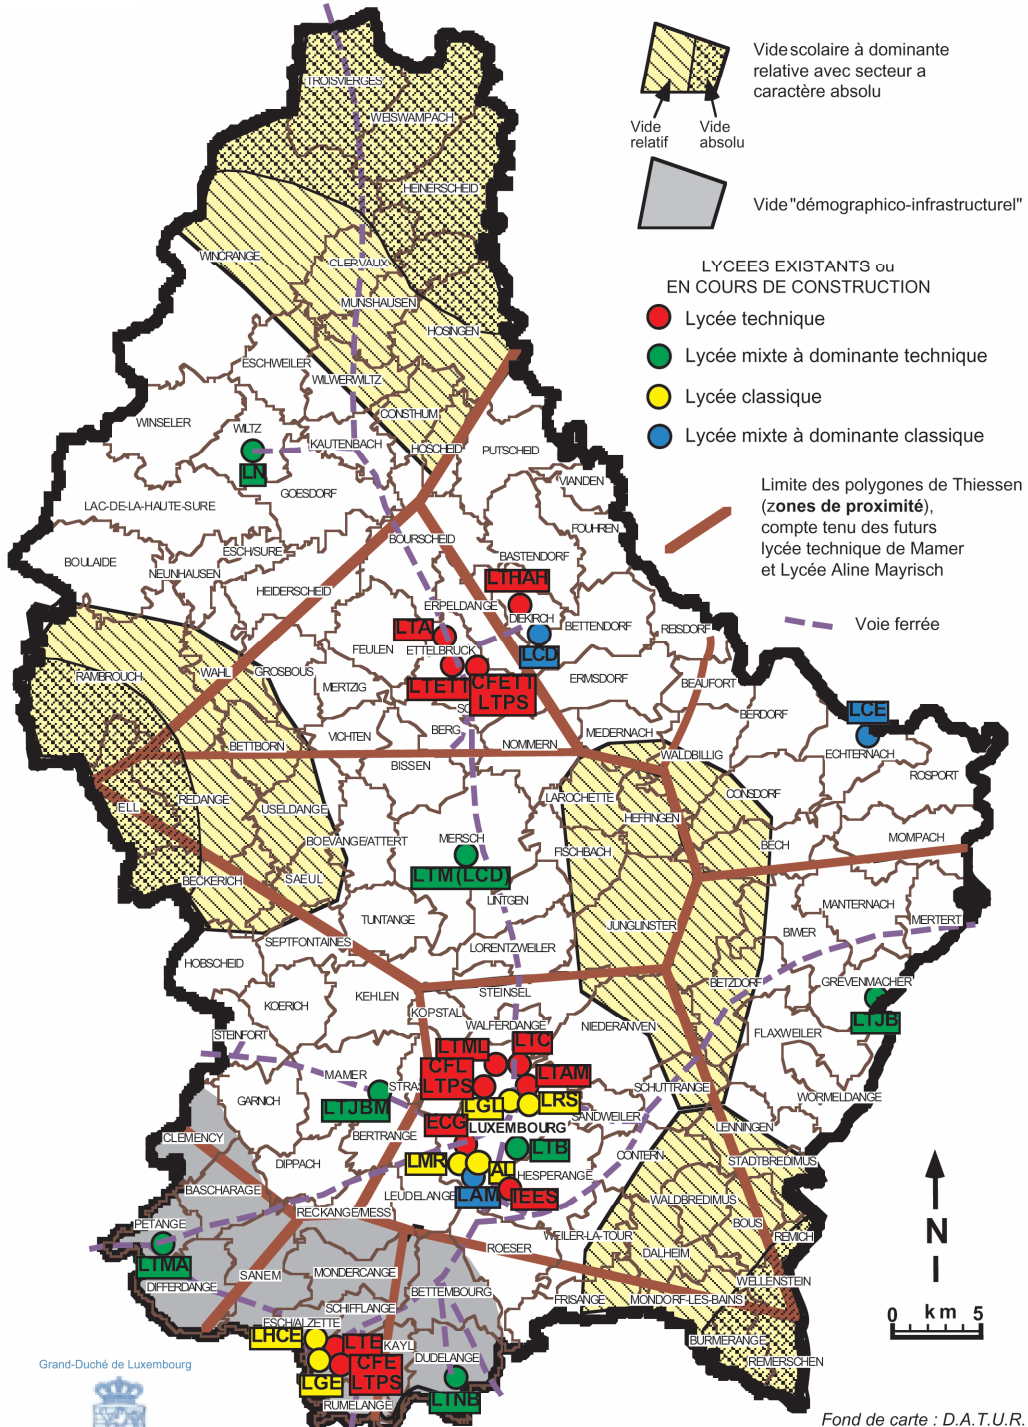 Vide scolaire à dominante
relative avec secteur a
caractère absolu
Vide
relatif
Vide
absolu
Vide "démographico-infrastructurel"
LYCEES EXISTANTS ou
EN COURS DE CONSTRUCTION
Lycée technique
Lycée mixte à dominante technique
Lycée classique
Lycée mixte à dominante classique
Limite des polygones de Thiessen
(zones de proximité),
compte tenu des futurs
lycée technique de Mamer
et Lycée Aline Mayrisch
Voie ferrée
TROISVIERGES
WEISWAMPACH
HEINERSCHEID
WINCRANGE
CLERVAUX
MUNSHAUSEN
HOSINGEN
ESCHWEILER
WILWERWILTZ
CONSTHUM
WINSELER
WILTZ
KAUTENBACH
HOSCHEID
PUTSCHEID
LN
VIANDEN
GOESDORF
LAC-DE-LA-HAUTE-SURE
FOUHREN
BOURSCHEID
ESCH/SURE
BASTENDORF
BOULAIDE
NEUNHAUSEN
LTHAH
HEIDERSCHEID
ERPELDANGE
DIEKIRCH
BETTENDORF
REISDORF
LTA
FEULEN
ETTELBRUCK
LCD
WAHL
GROSBOUS
RAMBROUCH
MERTZIG
LTETT
CFETT
LTPS
ERMSDORF
BEAUFORT
LCE
BERDORF
BERG
VICHTEN
MEDERNACH
BETTBORN
NOMMERN
WALDBILLIG
ECHTERNACH
BISSEN
ROSPORT
CONSDORF
REDANGE
ELL
USELDANGE
LAROCHETTE
HEFFINGEN
BOEVANGE/ATTERT
MERSCH
BECH
MOMPACH
FISCHBACH
LTM (LCD)
BECKERICH
SAEUL
LINTGEN
MANTERNACH
TUNTANGE
MERTERT
JUNGLINSTER
BIWER
SEPTFONTAINES
LORENTZWEILER
HOBSCHEID
BETZDORF
GREVENMACHER
KEHLEN
STEINSEL
KOERICH
KOPSTAL
LTJB
WALFERDANGE
NIEDERANVEN
FLAXWEILER
STEINFORT
LTML
LTC
MAMER
CFL
LTPS
LTAM
SCHUTTRANGE
GARNICH
LTJBM
LGL
LRS
WORMELDANGE
SANDWEILER
ECG
LUXEMBOURG
LENNINGEN
CLEMENCY
BERTRANGE
LTB
CONTERN
STADTBREDIMUS
DIPPACH
LMR
AL
HESPERANGE
BASCHARAGE
LEUDELANGE
LAM
IEES
WALDBREDIMUS
RECKANGE/MESS
BOUS
PETANGE
WEILER-LA-TOUR
REMICH
ROESER
LTMA
DALHEIM
SANEM
MONDERCANGE
WELLENSTEIN
DIFFERDANGE
BETTEMBOURG
FRISANGE
MONDORF-LES-BAINS
SCHIFFLANGE
ESCH/ALZETTE
LHCE
LTE
KAYL
BURMERANGE
DUDELANGE
CFE
LTPS
REMERSCHEN
LGE
LTNB
RUMELANGE
N
0 km 5
Grand-Duché de Luxembourg
Fond de carte : D.A.T.U.R.